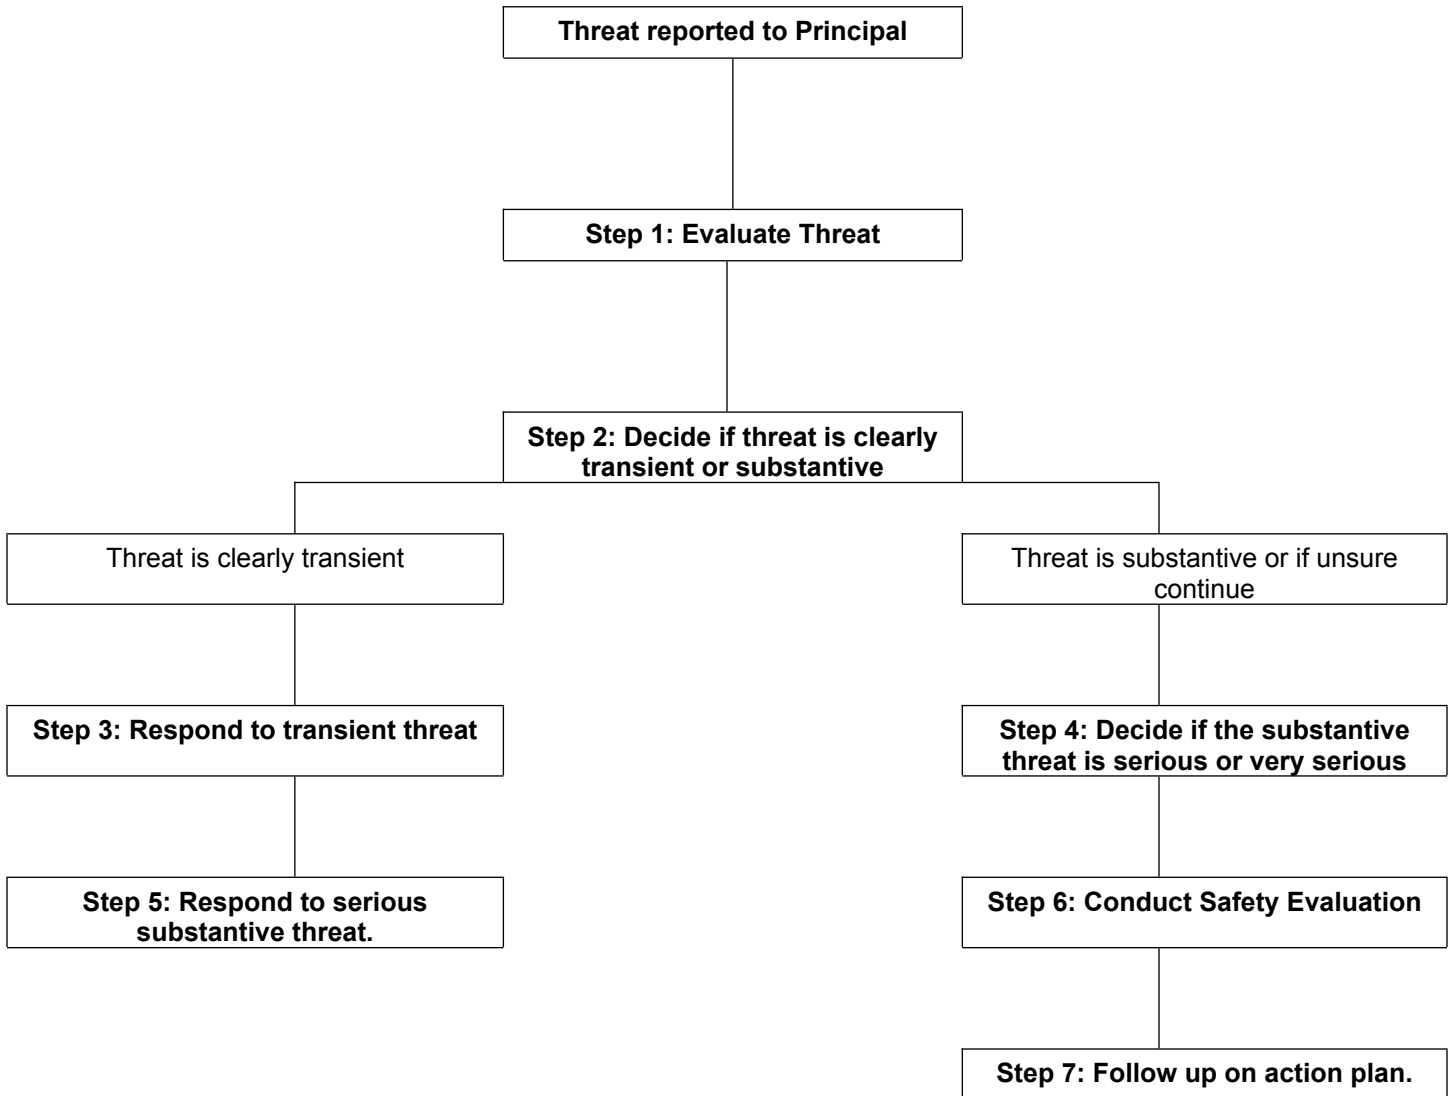 Threat reported to Principal
Step 1: Evaluate Threat
Step 2: Decide if threat is clearly
transient or substantive
Threat is clearly transient
Threat is substantive or if unsure
continue
Step 3: Respond to transient threat
Step 4: Decide if the substantive
threat is serious or very serious
Step 5: Respond to serious
substantive threat.
Step 6: Conduct Safety Evaluation
Step 7: Follow up on action plan.